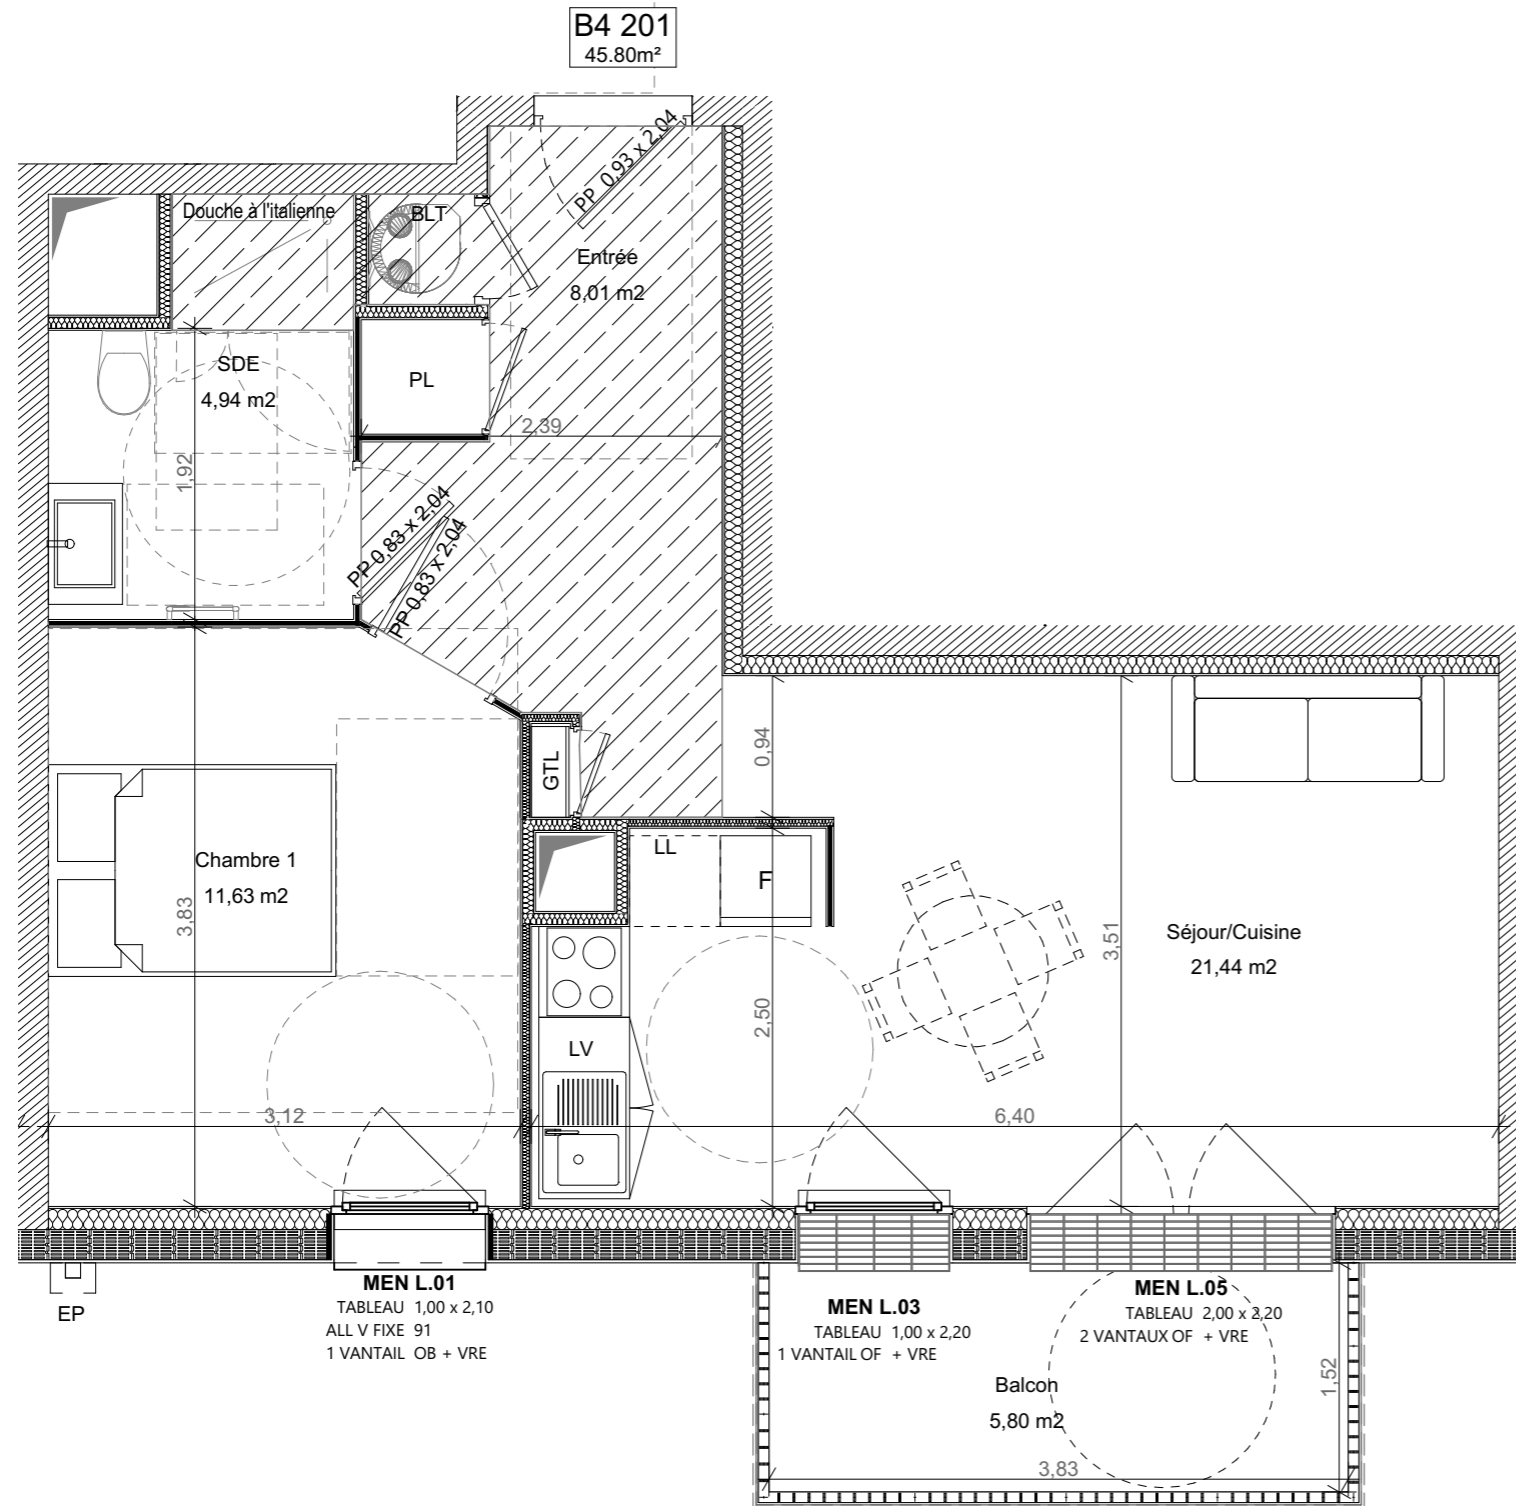 B4 201
45.80m²
PP 0,93 x 2,04
Douche à l'italienne
BLT
Entrée
8,01 m2
SDE
4,94 m2
PL
2,39
1,92
PP 0,83 x 2,04
PP 0,83 x 2,04
0,94
GTL
LL
F
Chambre 1
11,63 m2
3,83
Séjour/Cuisine
21,44 m2
3,51
2,50
LV
3,12
6,40
EP
MEN L.01
TABLEAU 1,00 x 2,10
ALL V FIXE 91
1 VANTAIL OB + VRE
MEN L.03
TABLEAU 1,00 x 2,20
1 VANTAIL OF + VRE
MEN L.05
TABLEAU 2,00 x 2,20
2 VANTAUX OF + VRE
Balcon
5,80 m2
1,52
3,83